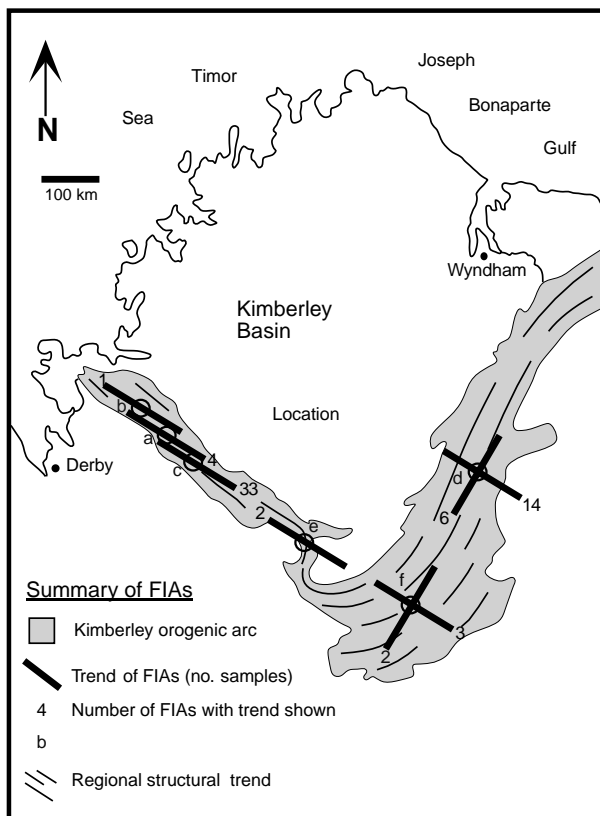 Joseph
Timor
Bonaparte
Sea
N
Gulf
100 km
Wyndham
Kimberley
Basin
1
b
Location
a
4
Derby
c
33
d
14
2
e
6
f
Summary of FIAs
Kimberley orogenic arc
3
2
Trend of FIAs (no. samples)
4 Number of FIAs with trend shown
b
Regional structural trend